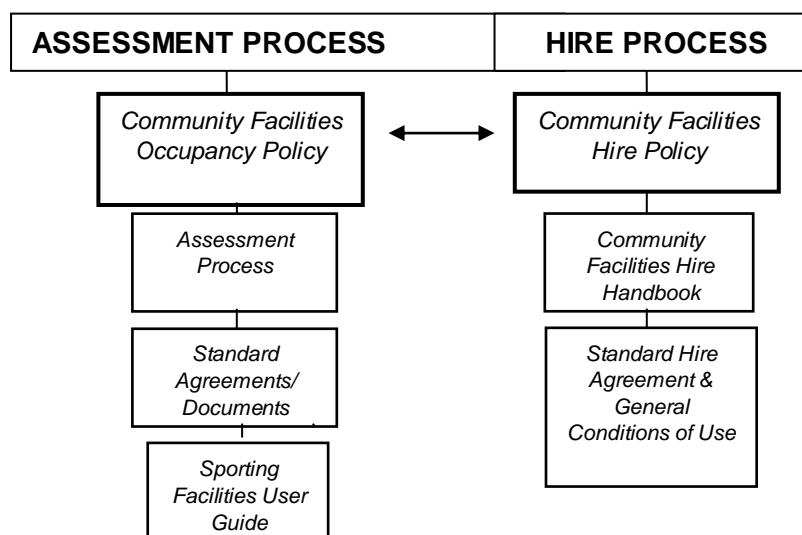 ASSESSMENT PROCESS
HIRE PROCESS
Community Facilities
Occupancy Policy
Community Facilities
Hire Policy
Assessment
Process
Community
Facilities Hire
Handbook
Standard
Agreements/
Documents
Standard Hire
Agreement &
General
Conditions of Use
Sporting
Facilities User
Guide